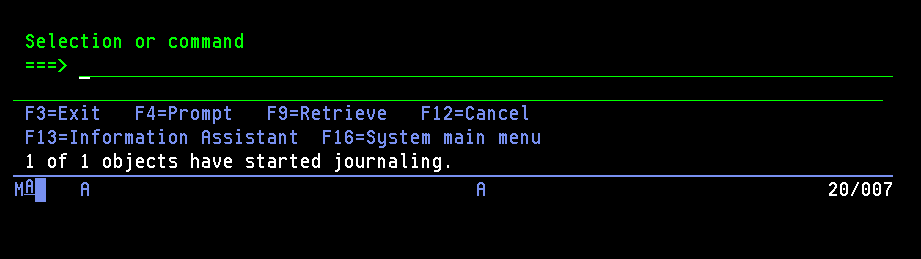 Selection or command
===>
F3=Exit   F4=Prompt   F9=Retrieve   F12=Cancel
F13=Information Assistant  F16=System main menu
1 of 1 objects have started journaling.
MA    A                                   A                               20/007